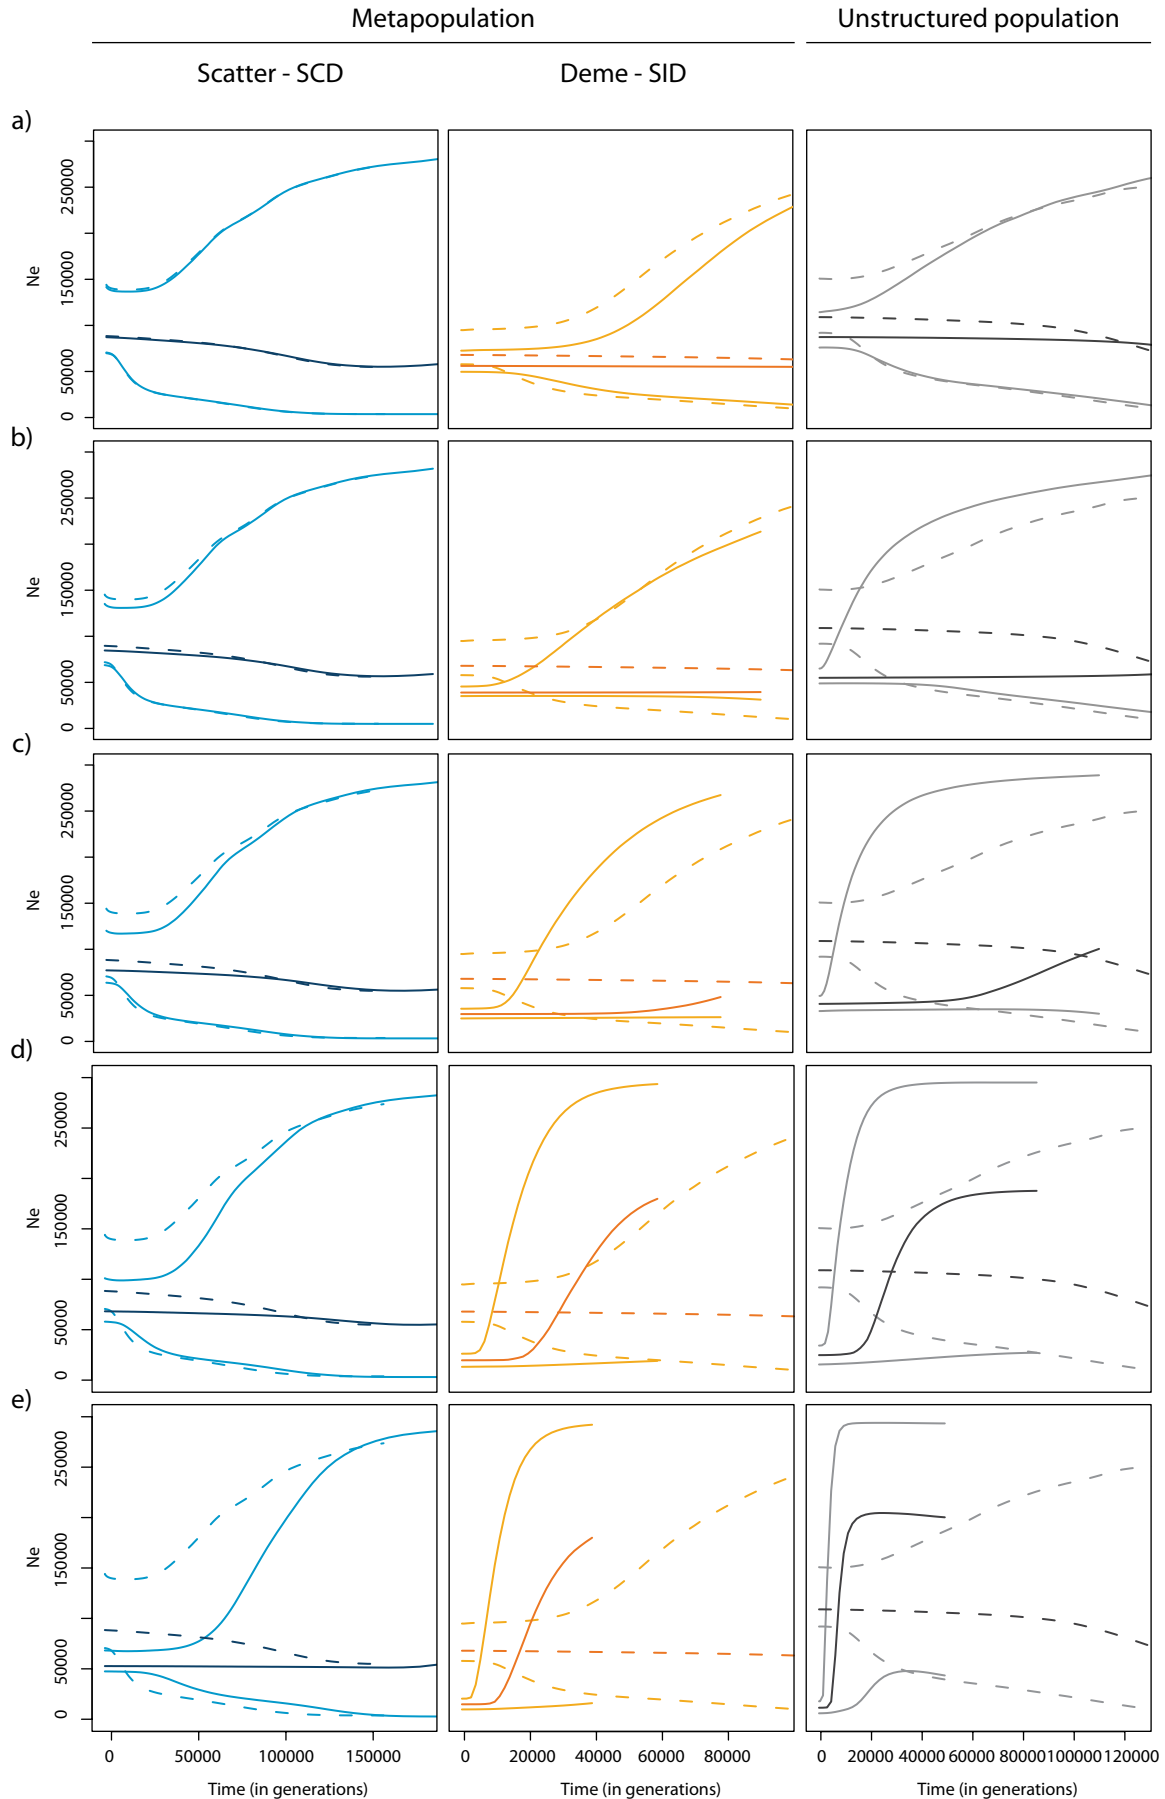 Metapopulation Unstructured population
Scatter - SCD Deme - SID
a)
Ne
0 50000 150000 250000
b)
Ne
0 50000 150000 250000
c)
Ne
0 50000 150000 250000
d)
Ne
0 50000 150000 250000
e)
Ne
0 50000 150000 250000
0 50000 100000 150000 0 20000 40000 60000 80000 0 20000 40000 60000 80000 100000 120000
Time (in generations) Time (in generations) Time (in generations)